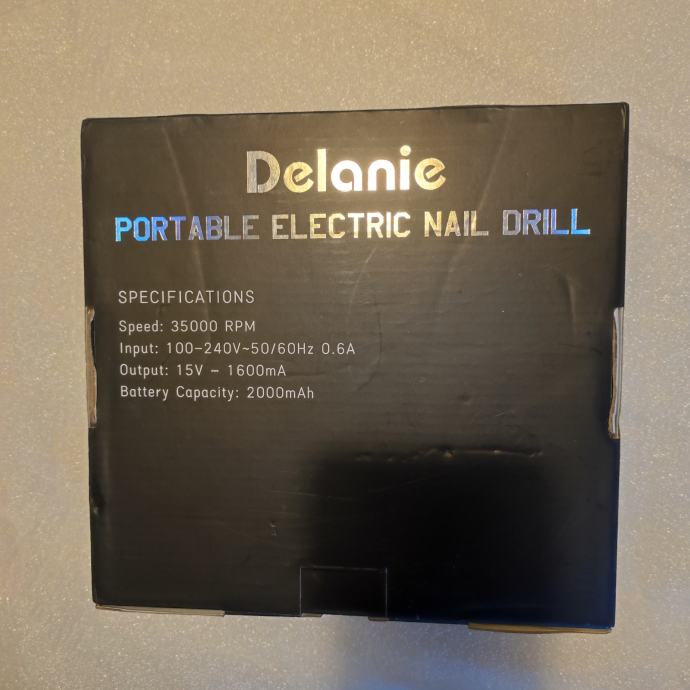 Delanie
PORTABLE ELECTRIC NAIL DRILL
SPECIFICATIONS
Speed: 35000 RPM
Input: 100-240V~50/60Hz 0.6A
Output: 15V - 1600mA
Battery Capacity: 2000mAh